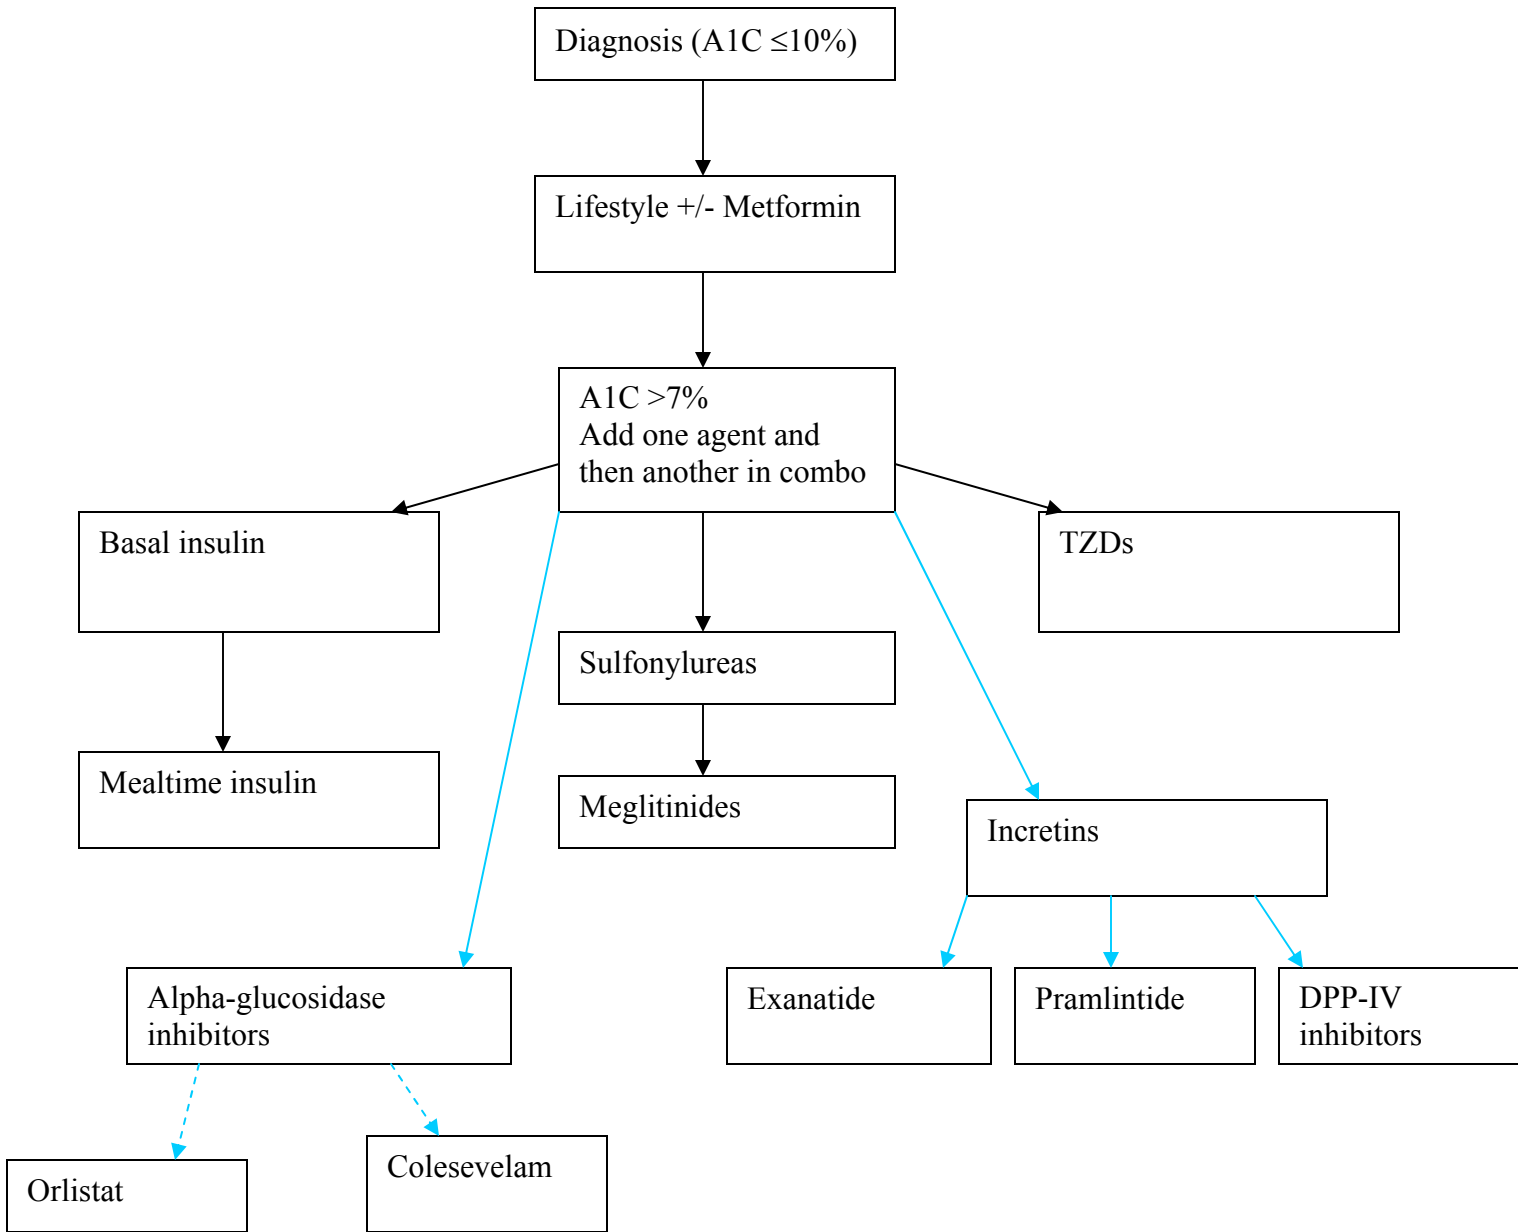 Diagnosis (A1C ≤10%)
Lifestyle +/- Metformin
A1C >7%
Add one agent and
then another in combo
Basal insulin
TZDs
Sulfonylureas
Mealtime insulin
Meglitinides
Incretins
Alpha-glucosidase
inhibitors
Exanatide
Pramlintide
DPP-IV
inhibitors
Orlistat
Colesevelam